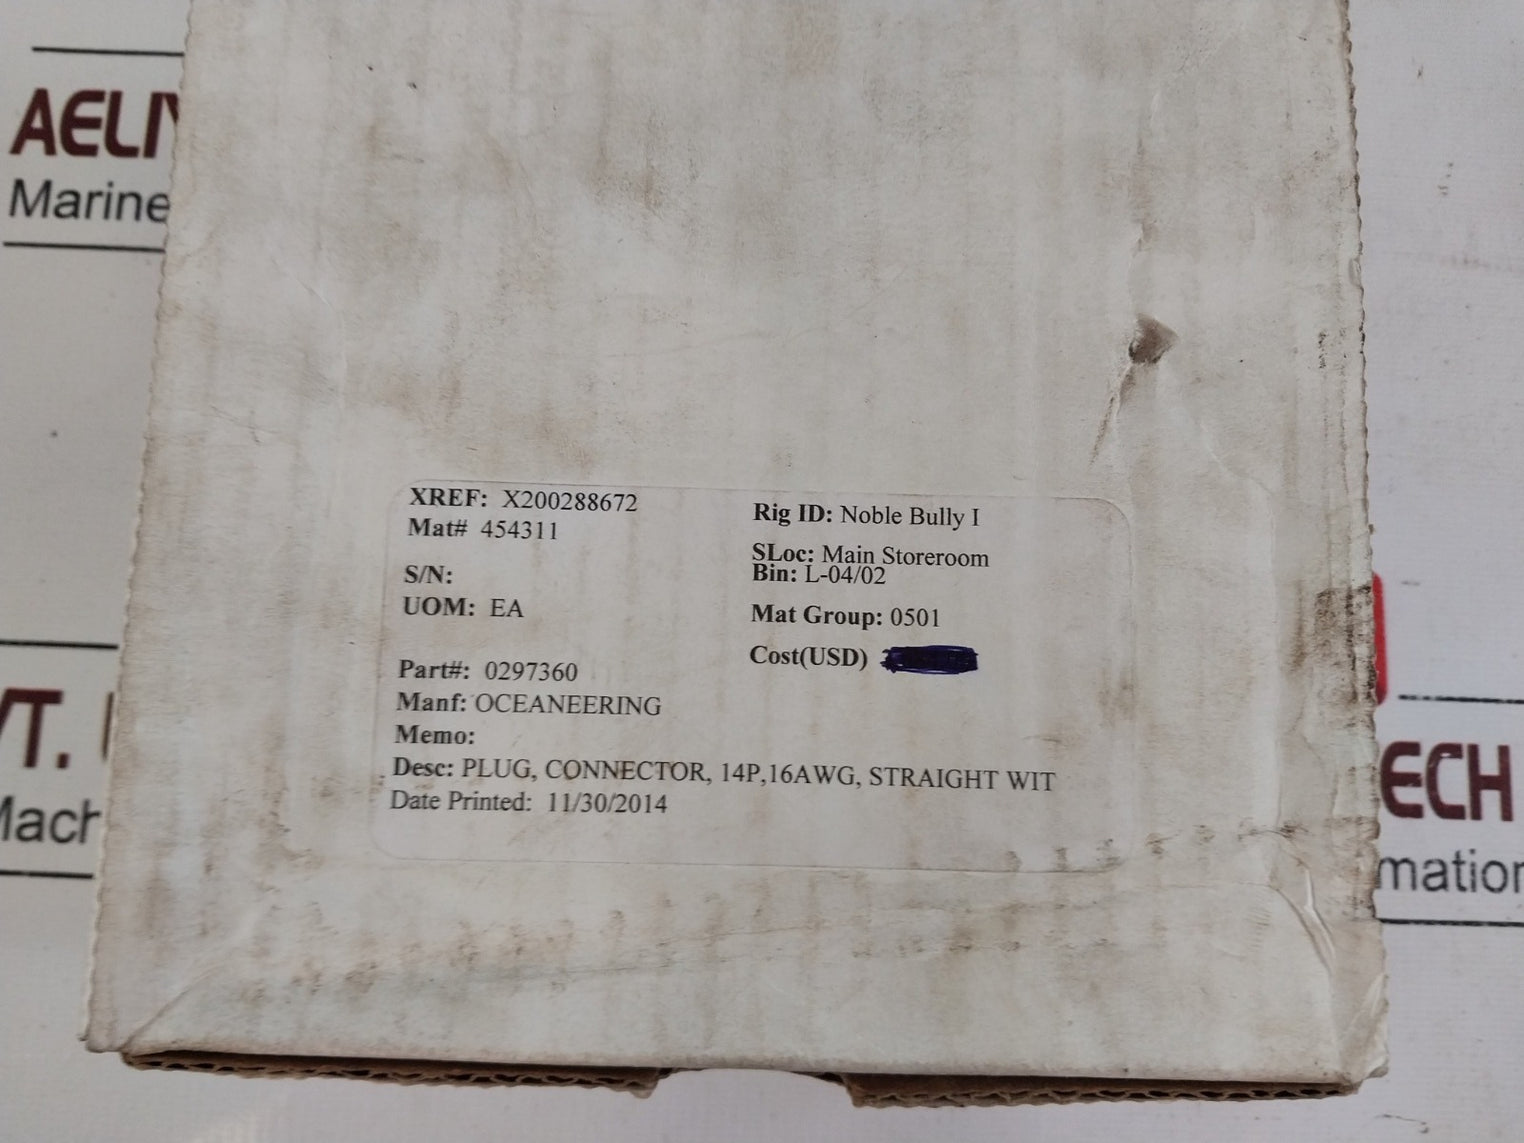 AELIY
Marine
XREF: X200288672
Mat# 454311
S/N:
UOM: EA
Part#: 0297360
Manf: OCEANEERING
Memo:
Desc: PLUG, CONNECTOR, 14P,16AWG, STRAIGHT WIT
Date Printed: 11/30/2014
Rig ID: Noble Bully I
SLoc: Main Storeroom
Bin: L-04/02
Mat Group: 0501
Cost(USD)
VT.
Mach
ECH
mation